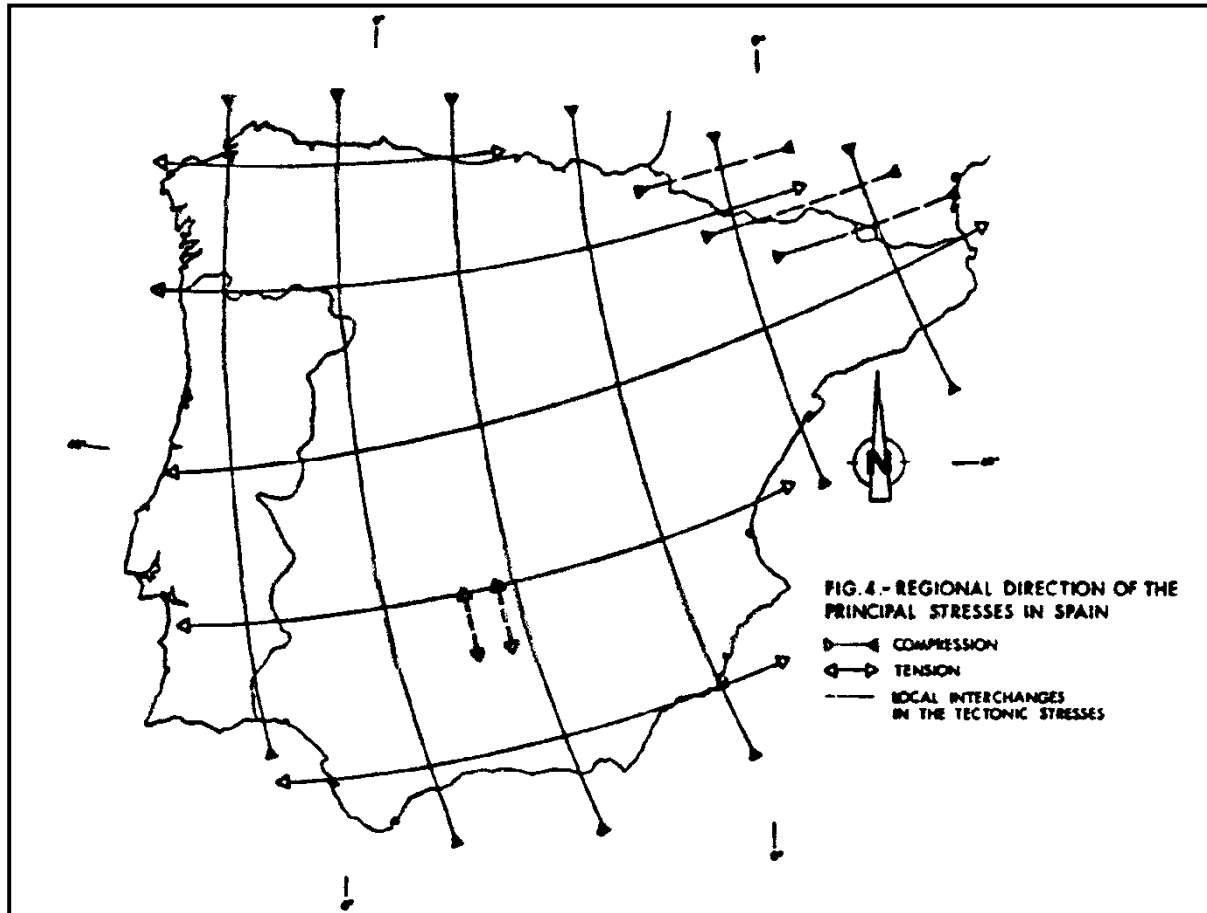 N
FIG. 4.- REGIONAL DIRECTION OF THE
PRINCIPAL STRESSES IN SPAIN
COMPRESSION
TENSION
LOCAL INTERCHANGES
IN THE TECTONIC STRESSES